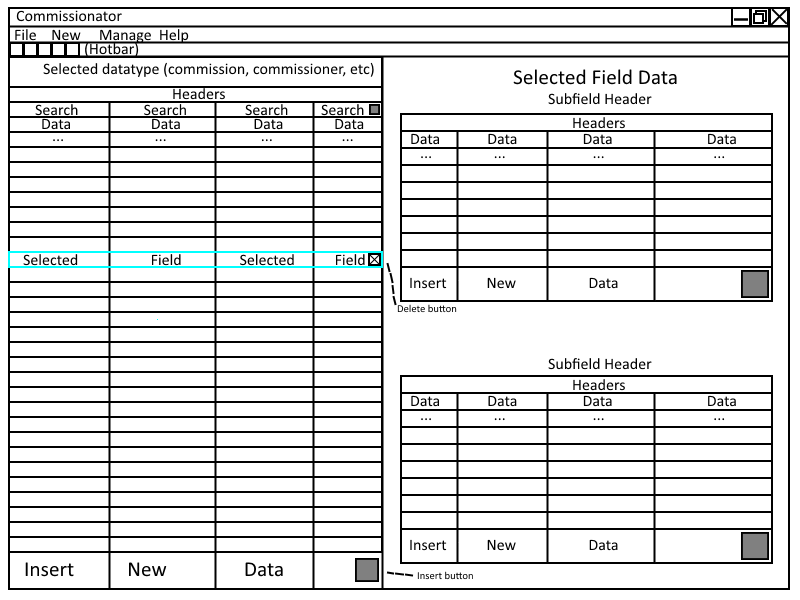 Commissionator
File New Manage Help
(Hotbar)
Selected datatype (commission, commissioner, etc)
Headers
Search Search Search Search
Data Data Data Data
... ... ... ...
Selected Field Selected Field
Delete button
Insert New Data
Insert button
Selected Field Data
Subfield Header
Headers
Data Data Data Data
... ... ... ...
Insert New Data
Subfield Header
Headers
Data Data Data Data
... ... ... ...
Insert New Data